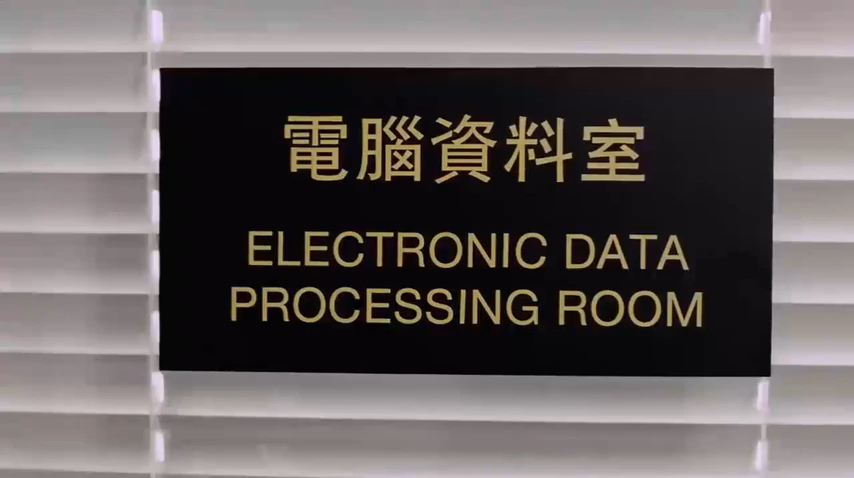 電腦資料室
ELECTRONIC DATA
PROCESSING ROOM